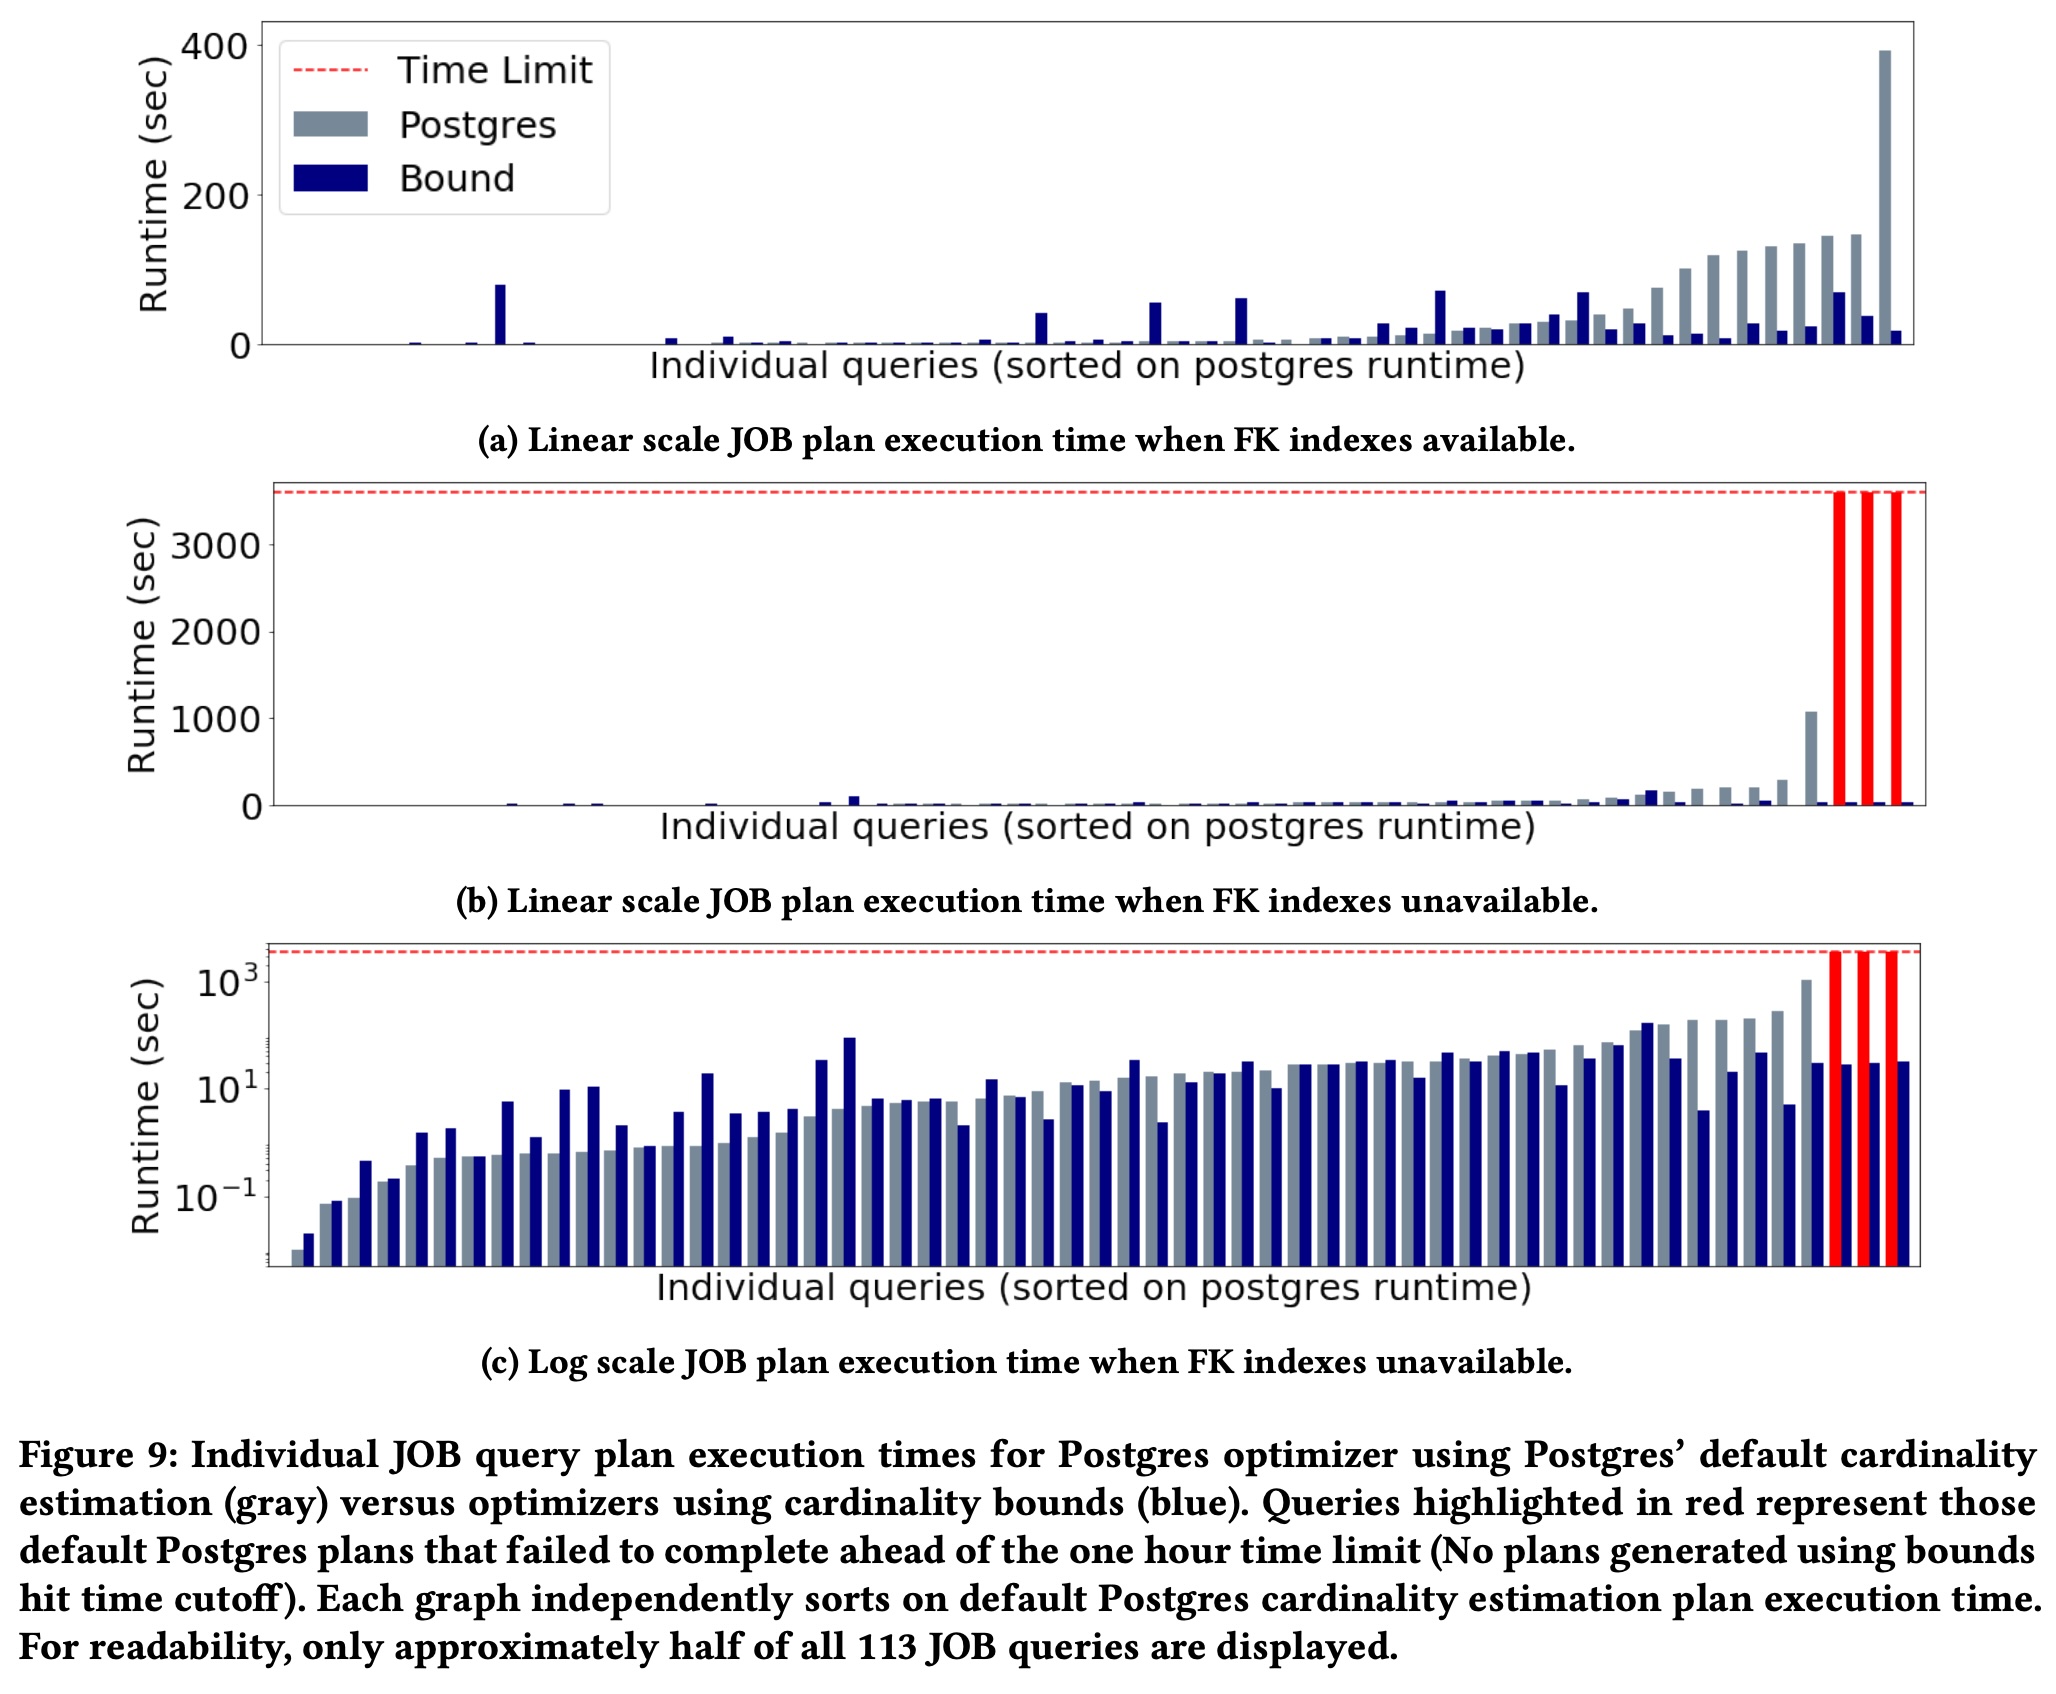 400
200
0
Runtime (sec)
Time Limit
Postgres
Bound
Individual queries (sorted on postgres runtime)
(a) Linear scale JOB plan execution time when FK indexes available.
3000
2000
1000
0
Runtime (sec)
Individual queries (sorted on postgres runtime)
(b) Linear scale JOB plan execution time when FK indexes unavailable.
10³
10¹
10⁻¹
Runtime (sec)
Individual queries (sorted on postgres runtime)
(c) Log scale JOB plan execution time when FK indexes unavailable.
Figure 9: Individual JOB query plan execution times for Postgres optimizer using Postgres’ default cardinality
estimation (gray) versus optimizers using cardinality bounds (blue). Queries highlighted in red represent those
default Postgres plans that failed to complete ahead of the one hour time limit (No plans generated using bounds
hit time cutoff). Each graph independently sorts on default Postgres cardinality estimation plan execution time.
For readability, only approximately half of all 113 JOB queries are displayed.